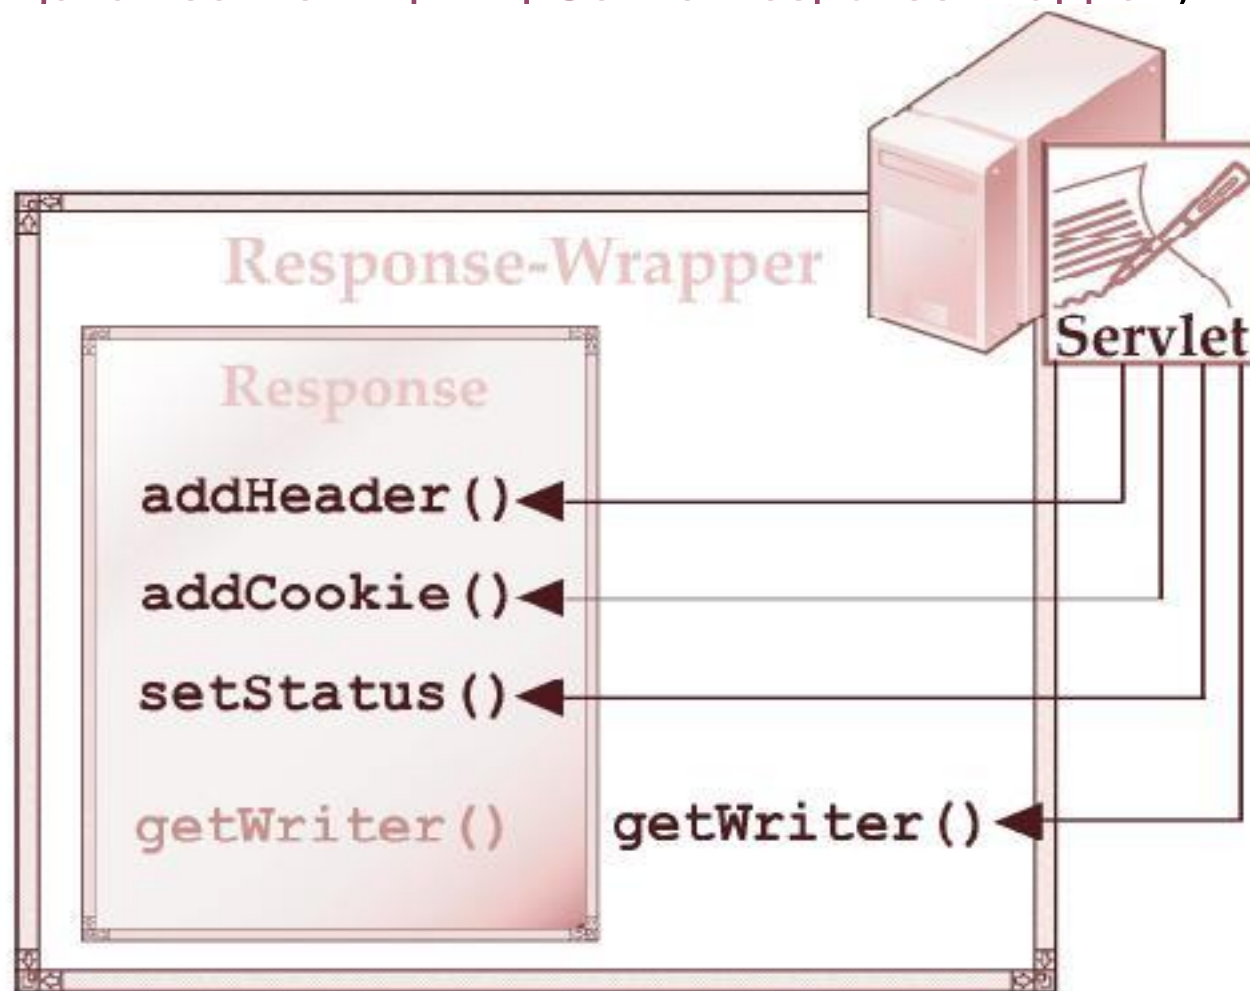 Response-Wrapper
Servlet
Response
addHeader()
addCookie()
setStatus()
getWriter() getWriter()